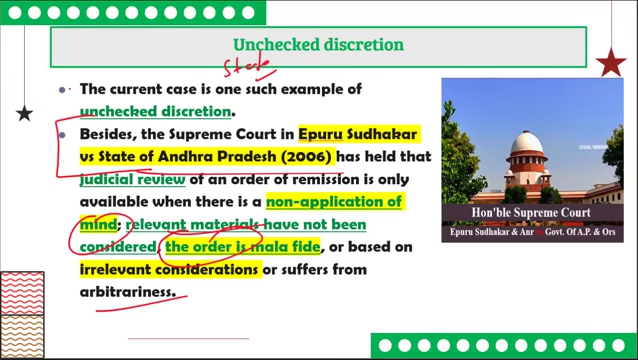 Unchecked discretion
State
The current case is one such example of
unchecked discretion.
Besides, the Supreme Court in Epuru Sudhakar
vs State of Andhra Pradesh (2006) has held that
judicial review of an order of remission is only
available when there is a non-application of
mind; relevant materials have not been
considered, the order is mala fide, or based on
irrelevant considerations or suffers from
arbitrariness.
Hon'ble Supreme Court
Epuru Sudhakar & Anr vs Govt. Of A.P. & Ors